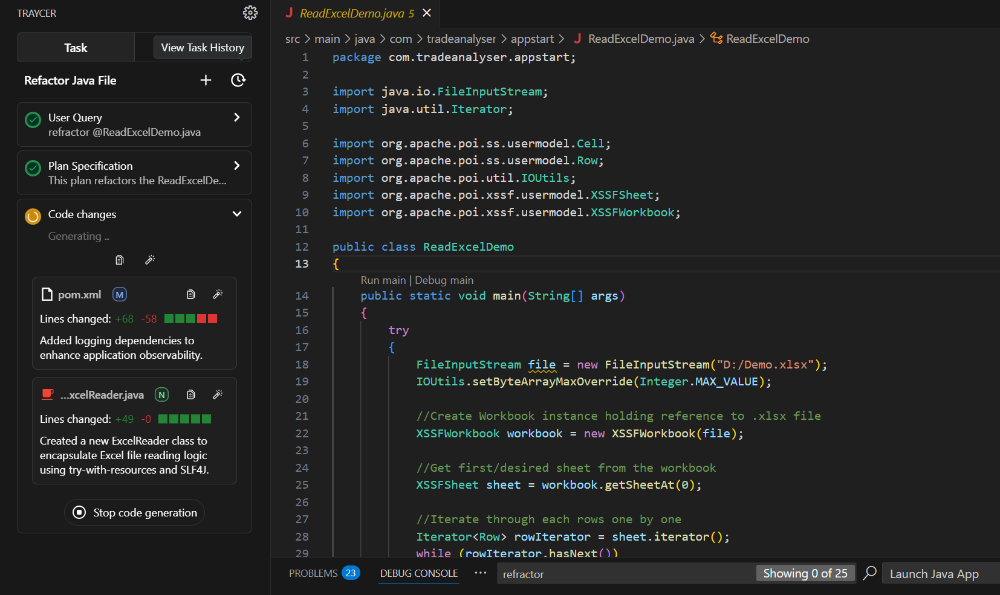 TRAYCER
Task
View Task History
Refactor Java File
User Query
refractor @ReadExcelDemo.java
Plan Specification
This plan refactors the ReadExcelDe...
Code changes
Generating ..
pom.xml M
Lines changed: +68 -58
Added logging dependencies to
enhance application observability.
...xcelReader.java N
Lines changed: +49 -0
Created a new ExcelReader class to
encapsulate Excel file reading logic
using try-with-resources and SLF4J.
Stop code generation
J ReadExcelDemo.java 5
src > main > java > com > tradeanalyser > appstart > J ReadExcelDemo.java > ReadExcelDemo
1 package com.tradeanalyser.appstart;
2
3 import java.io.FileInputStream;
4 import java.util.Iterator;
5
6 import org.apache.poi.ss.usermodel.Cell;
7 import org.apache.poi.ss.usermodel.Row;
8 import org.apache.poi.util.IOUtils;
9 import org.apache.poi.xssf.usermodel.XSSFSheet;
10 import org.apache.poi.xssf.usermodel.XSSFWorkbook;
11
12 public class ReadExcelDemo
13 {
Run main | Debug main
14 public static void main(String[] args)
15 {
16 try
17 {
18 FileInputStream file = new FileInputStream("D:/Demo.xlsx");
19 IOUtils.setByteArrayMaxOverride(Integer.MAX_VALUE);
20
21 //Create Workbook instance holding reference to .xlsx file
22 XSSFWorkbook workbook = new XSSFWorkbook(file);
23
24 //Get first/desired sheet from the workbook
25 XSSFSheet sheet = workbook.getSheetAt(0);
26
27 //Iterate through each rows one by one
28 Iterator<Row> rowIterator = sheet.iterator();
29 while (rowIterator.hasNext())
PROBLEMS 23 DEBUG CONSOLE ... refractor Showing 0 of 25 Launch Java App